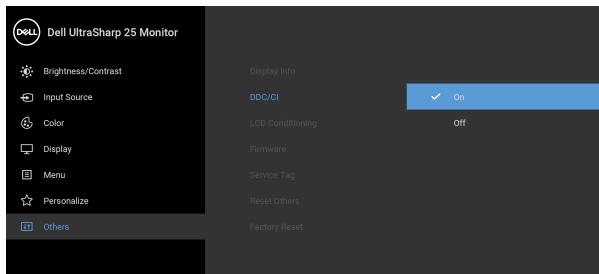 DELL Dell UltraSharp 25 Monitor
Brightness/Contrast
Input Source
Color
Display
Menu
Personalize
Others
Display Info
DDC/CI
LCD Conditioning
Firmware
Service Tag
Reset Others
Factory Reset
On
Off